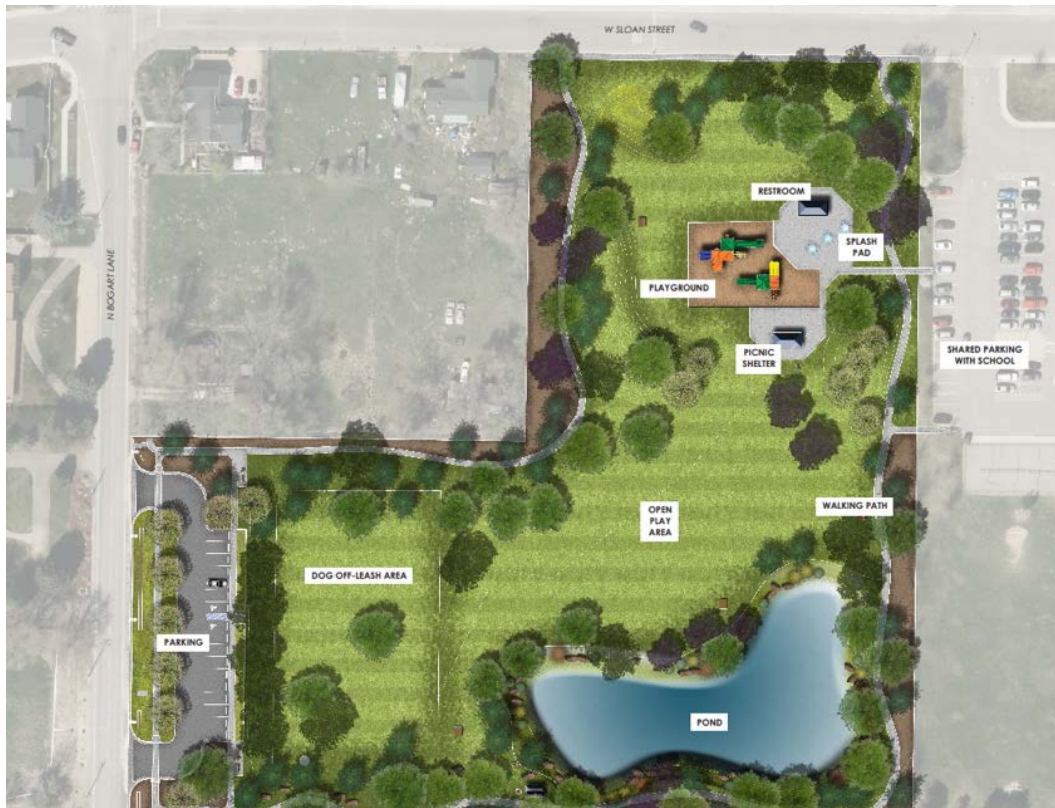 W SLOAN STREET
RESTROOM
SPLASH
PAD
N BOGART LANE
PLAYGROUND
PICNIC
SHELTER
SHARED PARKING
WITH SCHOOL
WALKING PATH
OPEN
PLAY
AREA
DOG OFF-LEASH AREA
PARKING
POND